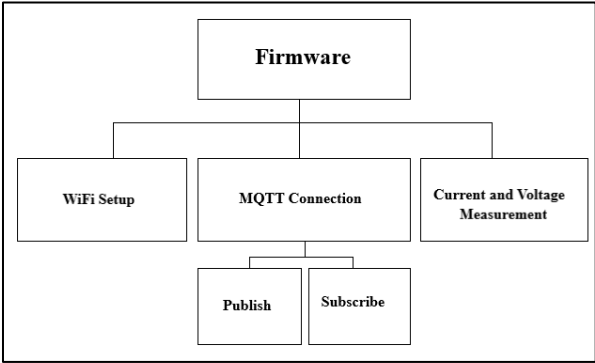 Firmware
WiFi Setup
MQTT Connection
Current and Voltage
Measurement
Publish
Subscribe